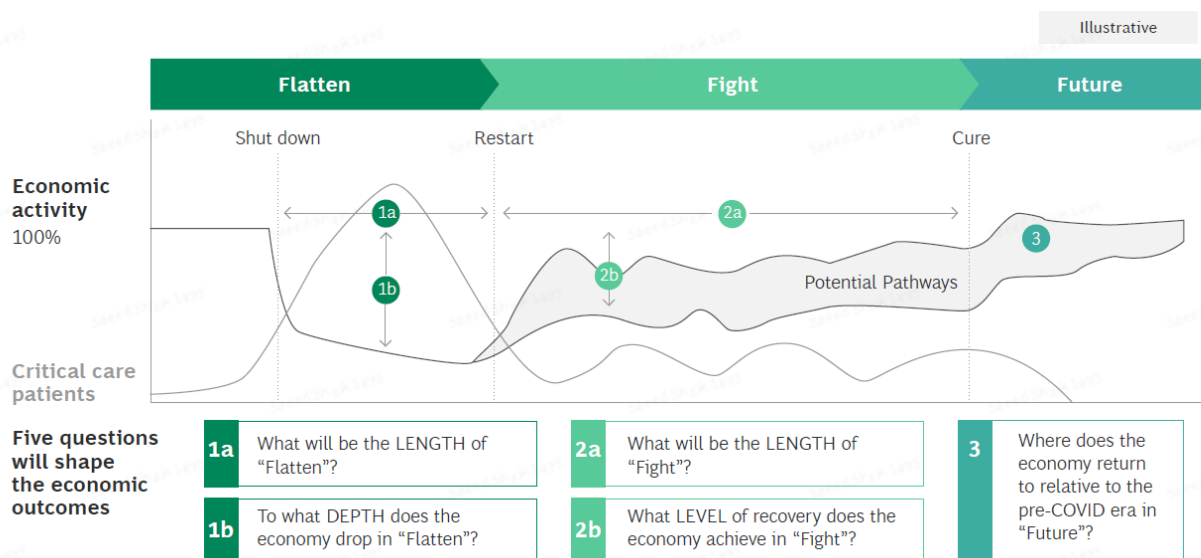 Illustrative
Flatten
Fight
Future
Shut down
Restart
Cure
Economic
activity
100%
1a
2a
3
1b
2b
Potential Pathways
Critical care
patients
Five questions
will shape
the economic
outcomes
1a
What will be the LENGTH of
“Flatten”?
1b
To what DEPTH does the
economy drop in “Flatten”?
2a
What will be the LENGTH of
“Fight”?
2b
What LEVEL of recovery does the
economy achieve in “Fight”?
3
Where does the
economy return
to relative to the
pre-COVID era in
“Future”?